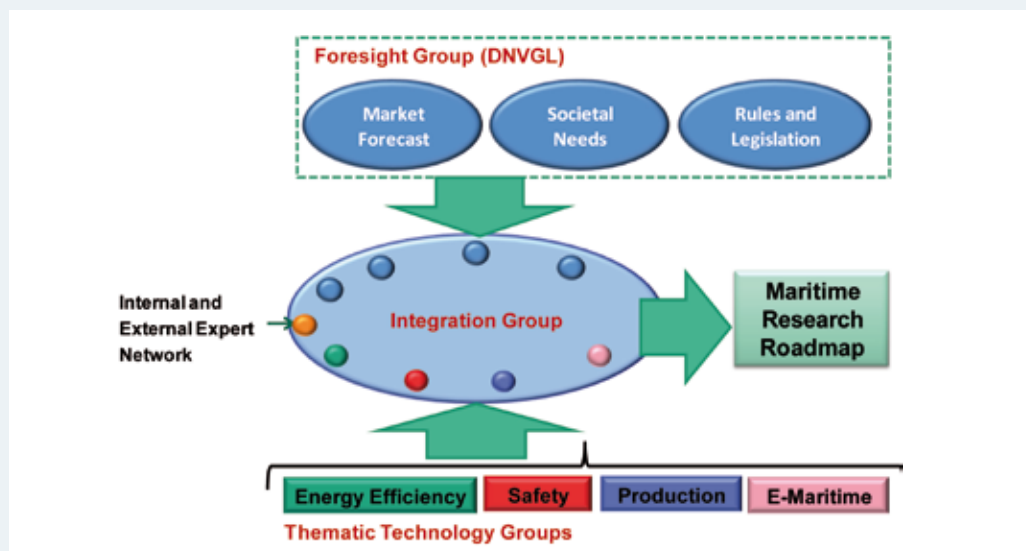 Foresight Group (DNVGL)
Market
Forecast
Societal
Needs
Rules and
Legislation
Internal and
External Expert
Network
Integration Group
Maritime
Research
Roadmap
Energy Efficiency
Safety
Production
E-Maritime
Thematic Technology Groups